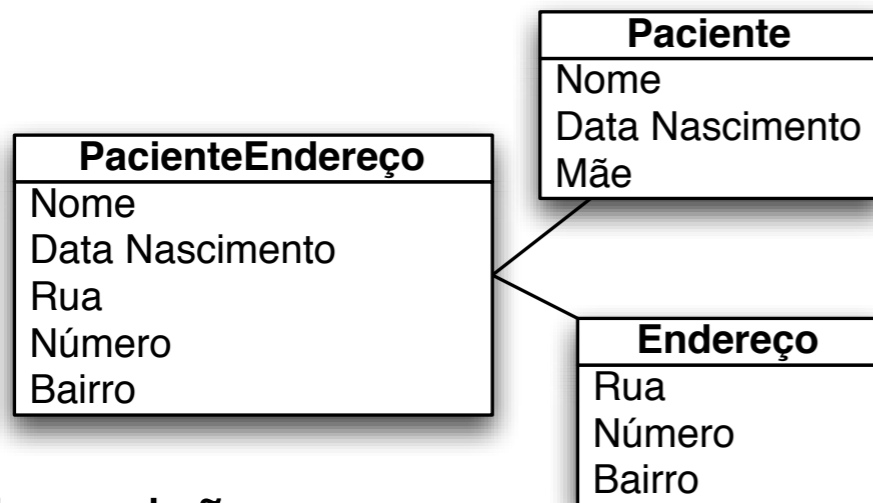 Paciente
Nome
Data Nascimento
Mãe
PacienteEndereço
Nome
Data Nascimento
Rua
Número
Bairro
Endereço
Rua
Número
Bairro